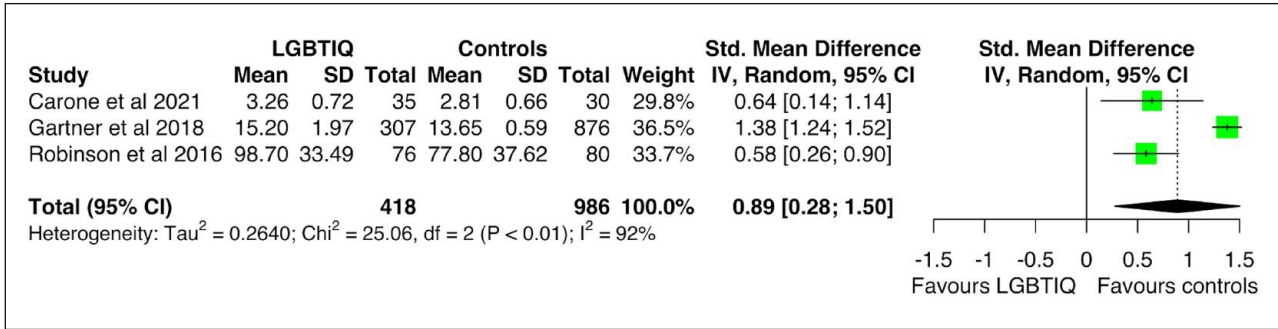 LGBTIQ Controls Std. Mean Difference Std. Mean Difference
Study Mean SD Total Mean SD Total Weight IV, Random, 95% CI IV, Random, 95% CI
Carone et al 2021 3.26 0.72 35 2.81 0.66 30 29.8% 0.64 [0.14; 1.14]
Gartner et al 2018 15.20 1.97 307 13.65 0.59 876 36.5% 1.38 [1.24; 1.52]
Robinson et al 2016 98.70 33.49 76 77.80 37.62 80 33.7% 0.58 [0.26; 0.90]
Total (95% CI) 418 986 100.0% 0.89 [0.28; 1.50]
Heterogeneity: Tau² = 0.2640; Chi² = 25.06, df = 2 (P < 0.01); I² = 92%
-1.5 -1 -0.5 0 0.5 1 1.5
Favours LGBTIQ Favours controls